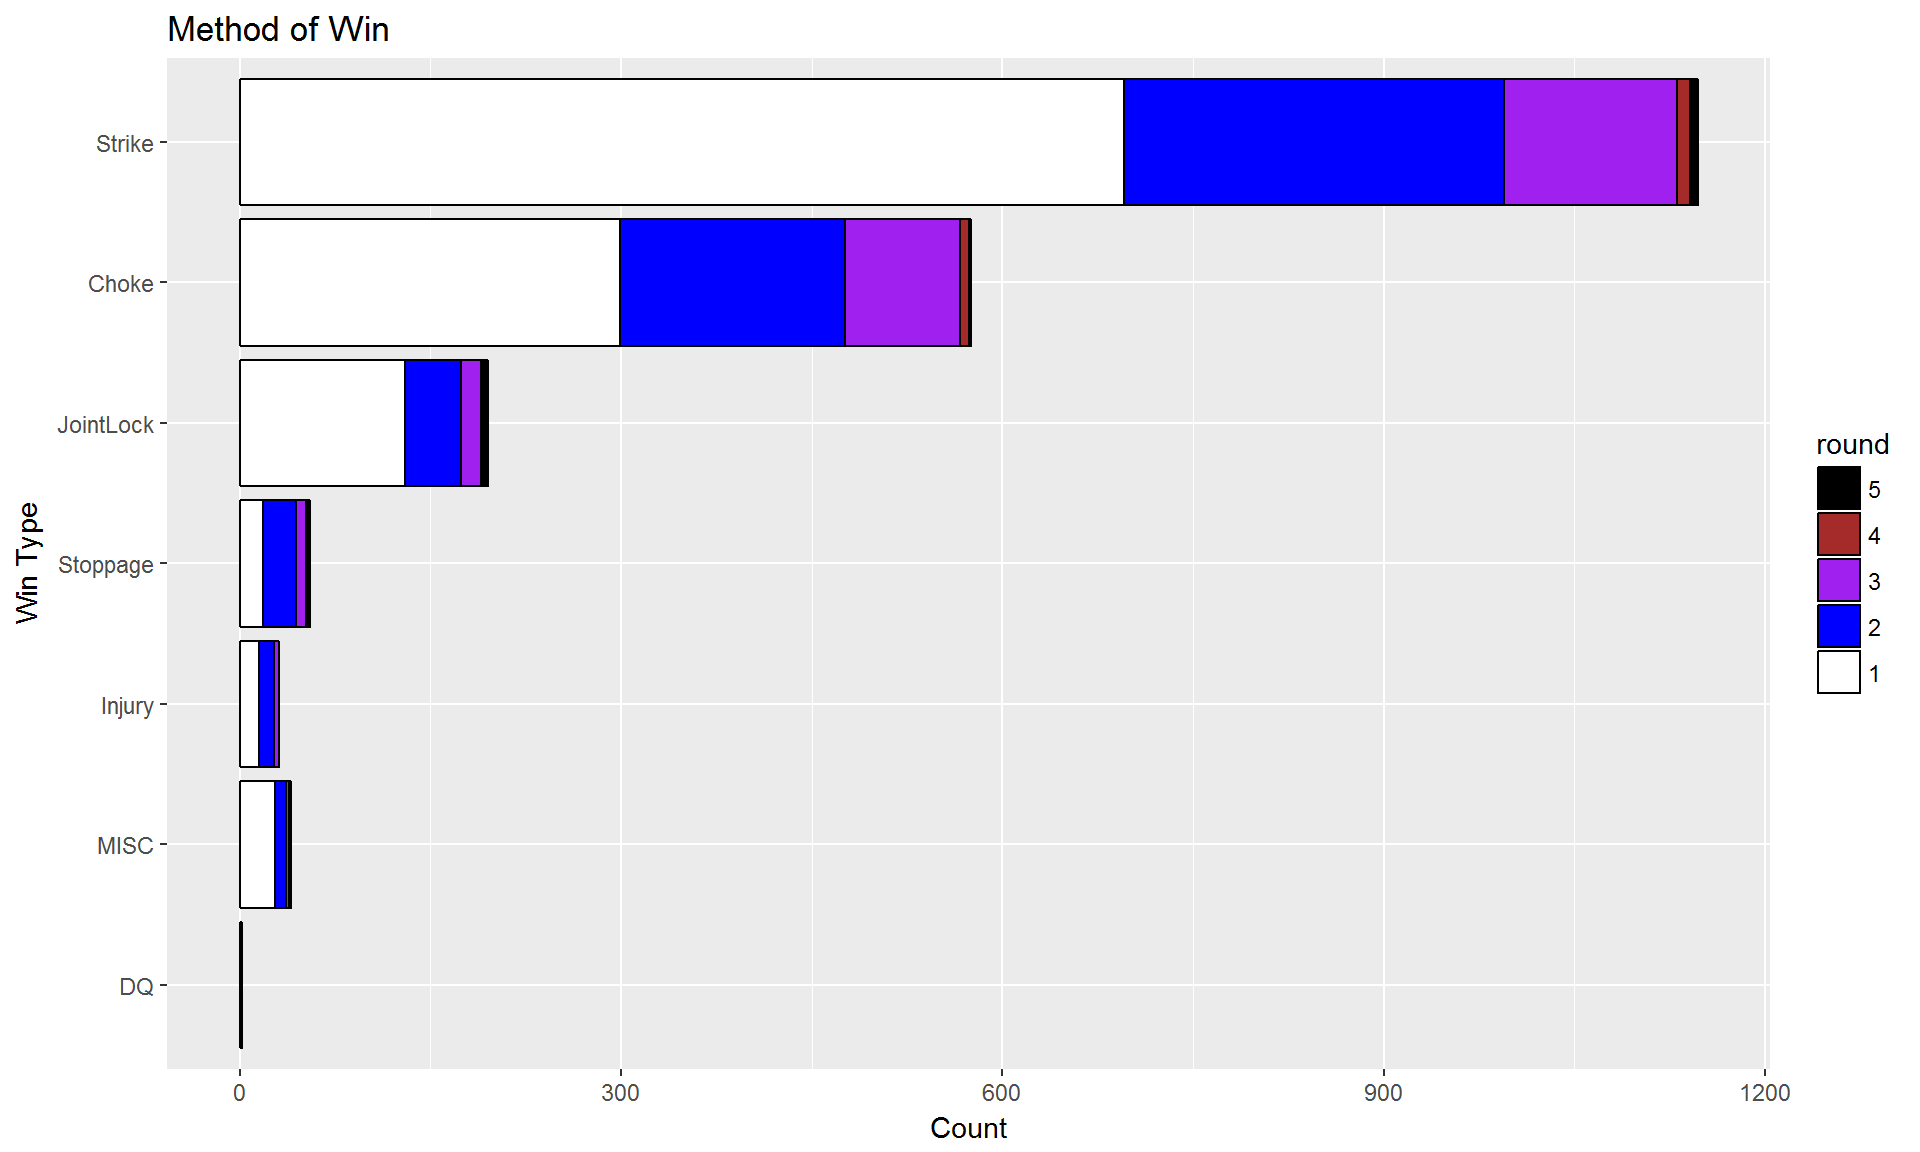 Method of Win
Strike
Choke
JointLock
Stoppage
Injury
MISC
DQ
Win Type
0 300 600 900 1200
Count
round
5
4
3
2
1